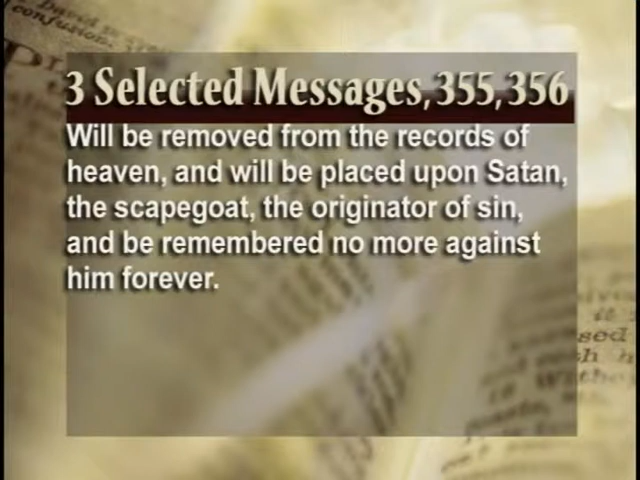 confusion.
3 Selected Messages, 355, 356
Will be removed from the records of
heaven, and will be placed upon Satan,
the scapegoat, the originator of sin,
and be remembered no more against
him forever.